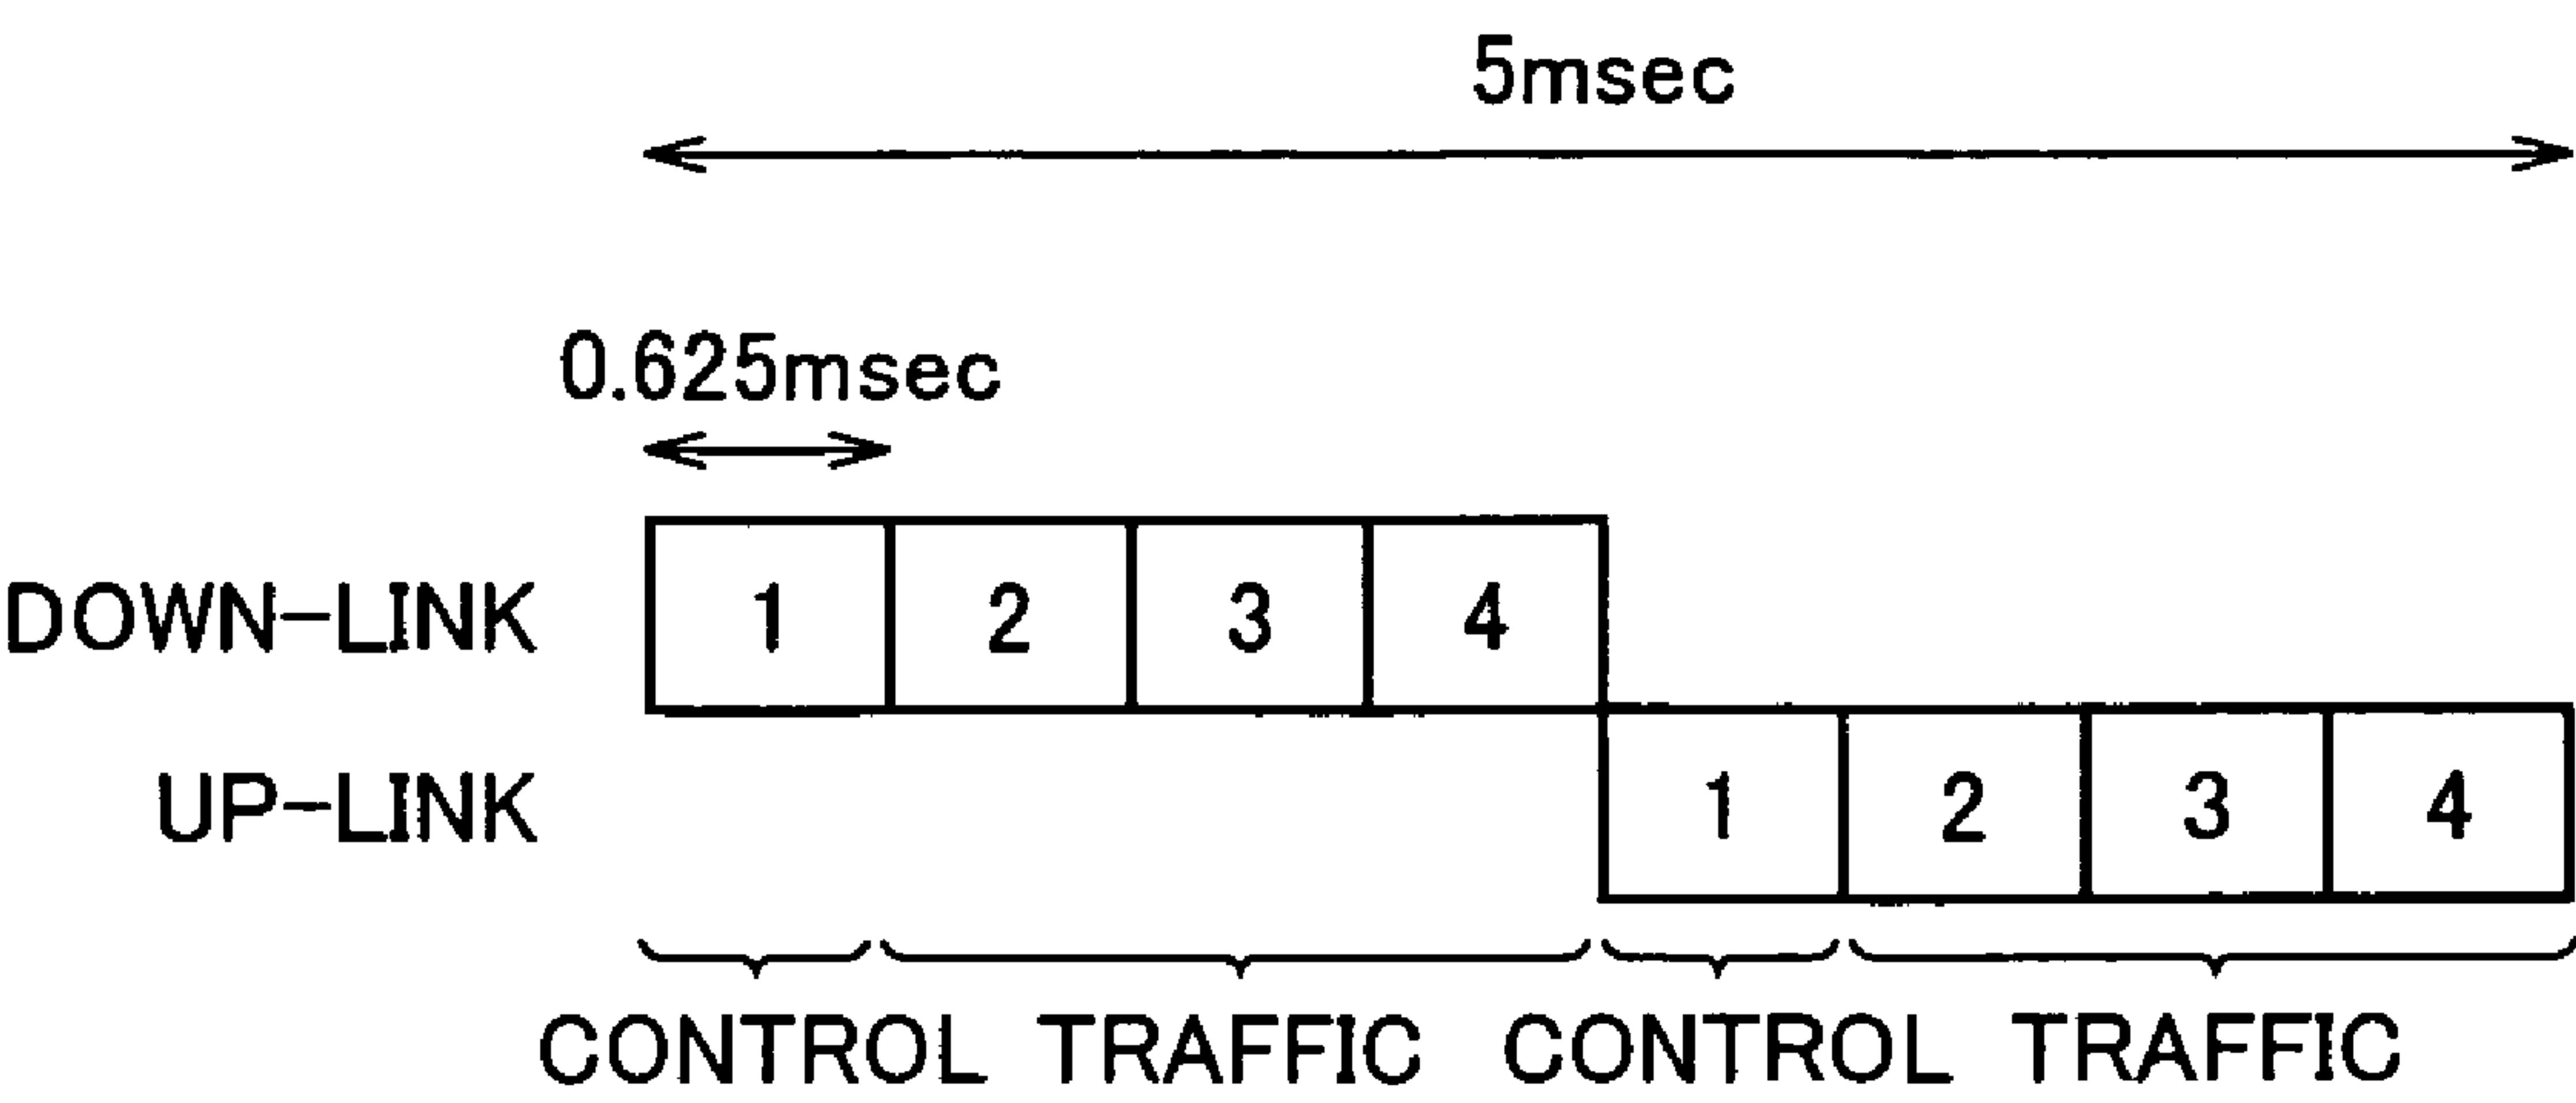 5msec
0.625msec
DOWN-LINK 1 2 3 4
UP-LINK 1 2 3 4
CONTROL TRAFFIC CONTROL TRAFFIC